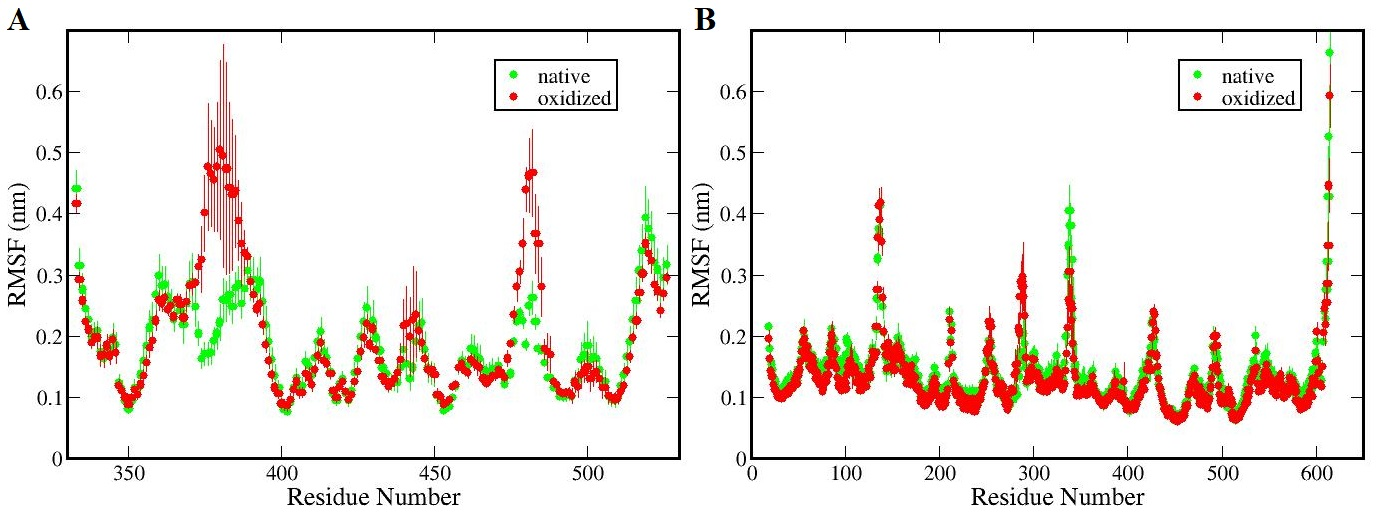 A
RMSF (nm)
0.6
0.5
0.4
0.3
0.2
0.1
0
350
400
450
500
Residue Number
native
oxidized
B
RMSF (nm)
0.6
0.5
0.4
0.3
0.2
0.1
0
0
100
200
300
400
500
600
Residue Number
native
oxidized